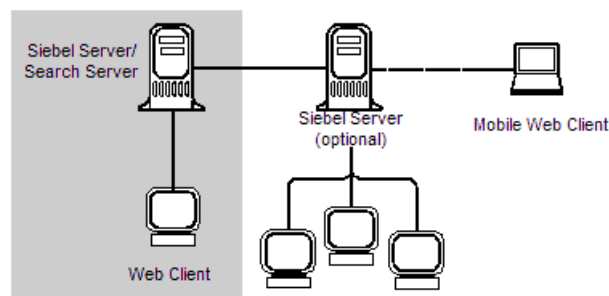 Siebel Server/
Search Server
Siebel Server
(optional)
Mobile Web Client
Web Client